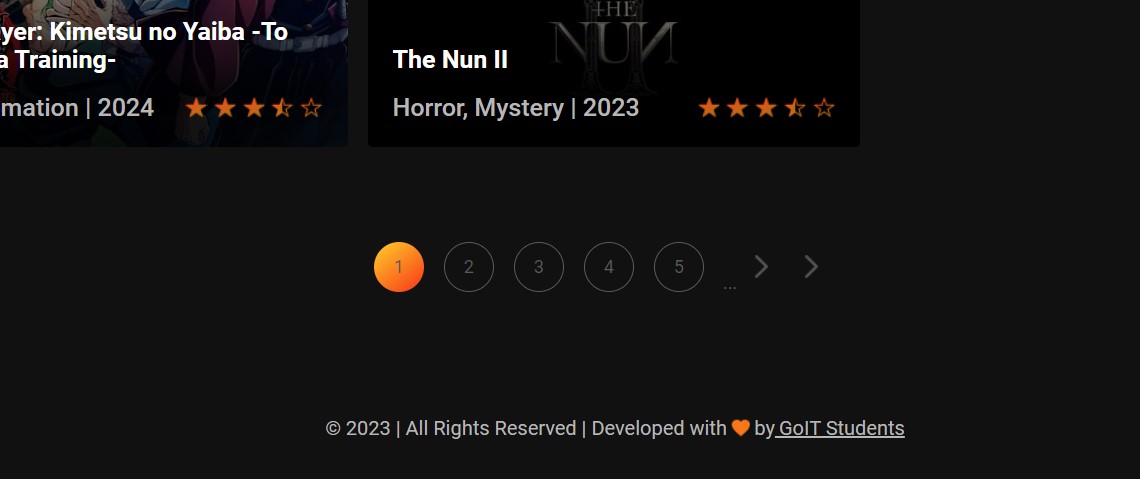 yer: Kimetsu no Yaiba -To
a Training-
mation | 2024
THE
NUN
The Nun II
Horror, Mystery | 2023
1 2 3 4 5 ...
© 2023 | All Rights Reserved | Developed with 🧡 by GoIT Students